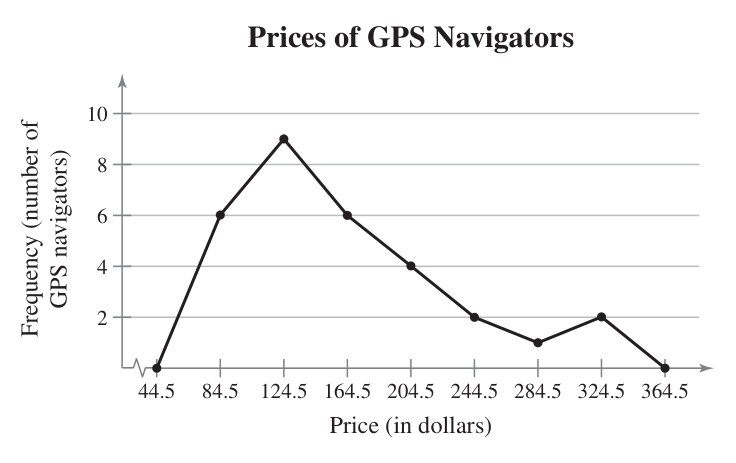 Prices of GPS Navigators
Frequency (number of
GPS navigators)
10
8
6
4
2
44.5 84.5 124.5 164.5 204.5 244.5 284.5 324.5 364.5
Price (in dollars)